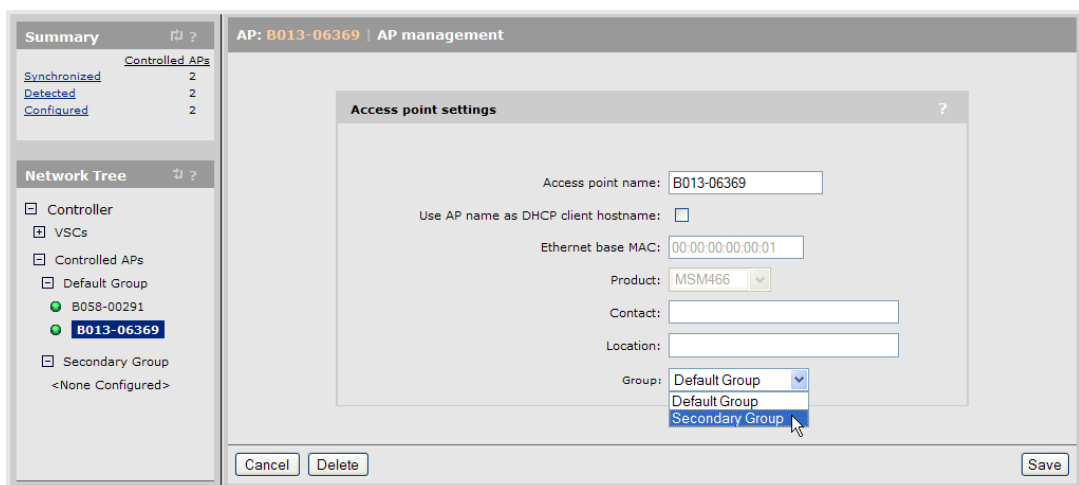 Summary ?
Controlled APs
Synchronized 2
Detected 2
Configured 2
Network Tree ?
Controller
VSCs
Controlled APs
Default Group
B058-00291
B013-06369
Secondary Group
<None Configured>
AP: B013-06369 | AP management
Access point settings ?
Access point name: B013-06369
Use AP name as DHCP client hostname:
Ethernet base MAC: 00:00:00:00:00:01
Product: MSM466
Contact:
Location:
Group: Default Group
Default Group
Secondary Group
Cancel Delete Save